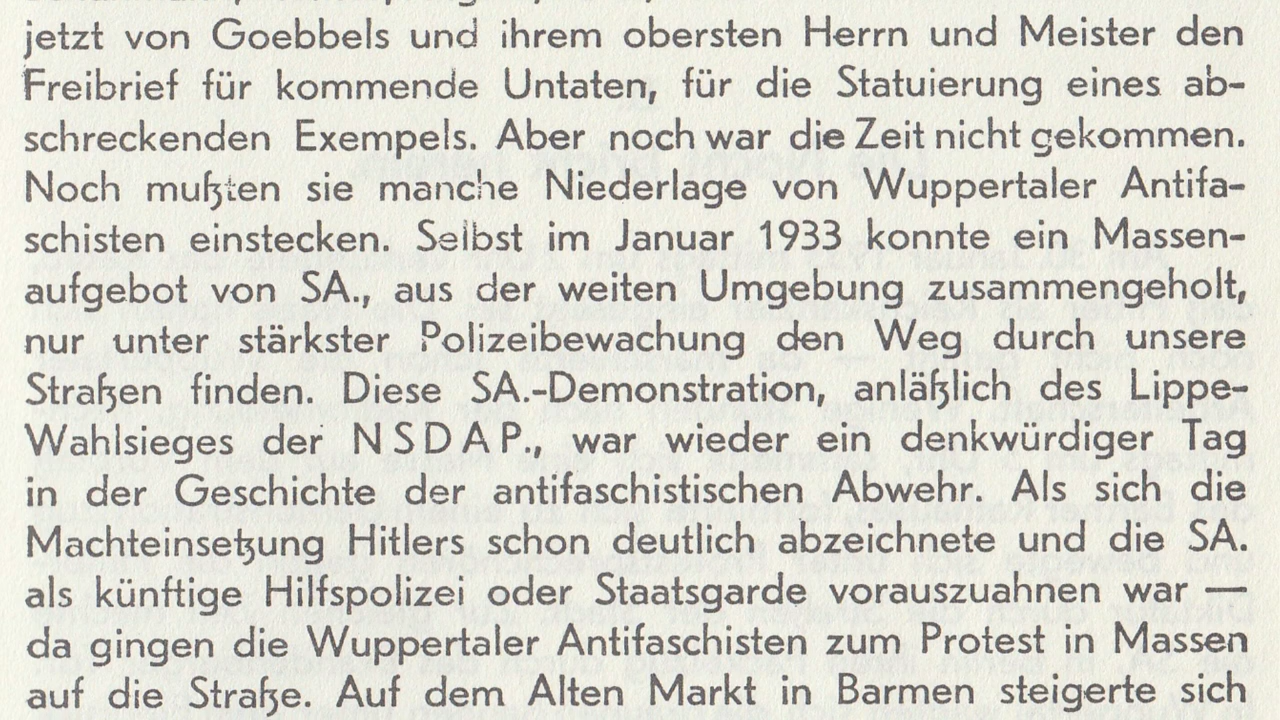 jetzt von Goebbels und ihrem obersten Herrn und Meister den
Freibrief für kommende Untaten, für die Statuierung eines ab-
schreckenden Exempels. Aber noch war die Zeit nicht gekommen.
Noch mußten sie manche Niederlage von Wuppertaler Antifa-
schisten einstecken. Selbst im Januar 1933 konnte ein Massen-
aufgebot von SA., aus der weiten Umgebung zusammengeholt,
nur unter stärkster Polizeibewachung den Weg durch unsere
Straßen finden. Diese SA.-Demonstration, anläßlich des Lippe-
Wahlsieges der NSDAP., war wieder ein denkwürdiger Tag
in der Geschichte der antifaschistischen Abwehr. Als sich die
Machteinsetzung Hitlers schon deutlich abzeichnete und die SA.
als künftige Hilfspolizei oder Staatsgarde vorauszuahnen war —
da gingen die Wuppertaler Antifaschisten zum Protest in Massen
auf die Straße. Auf dem Alten Markt in Barmen steigerte sich